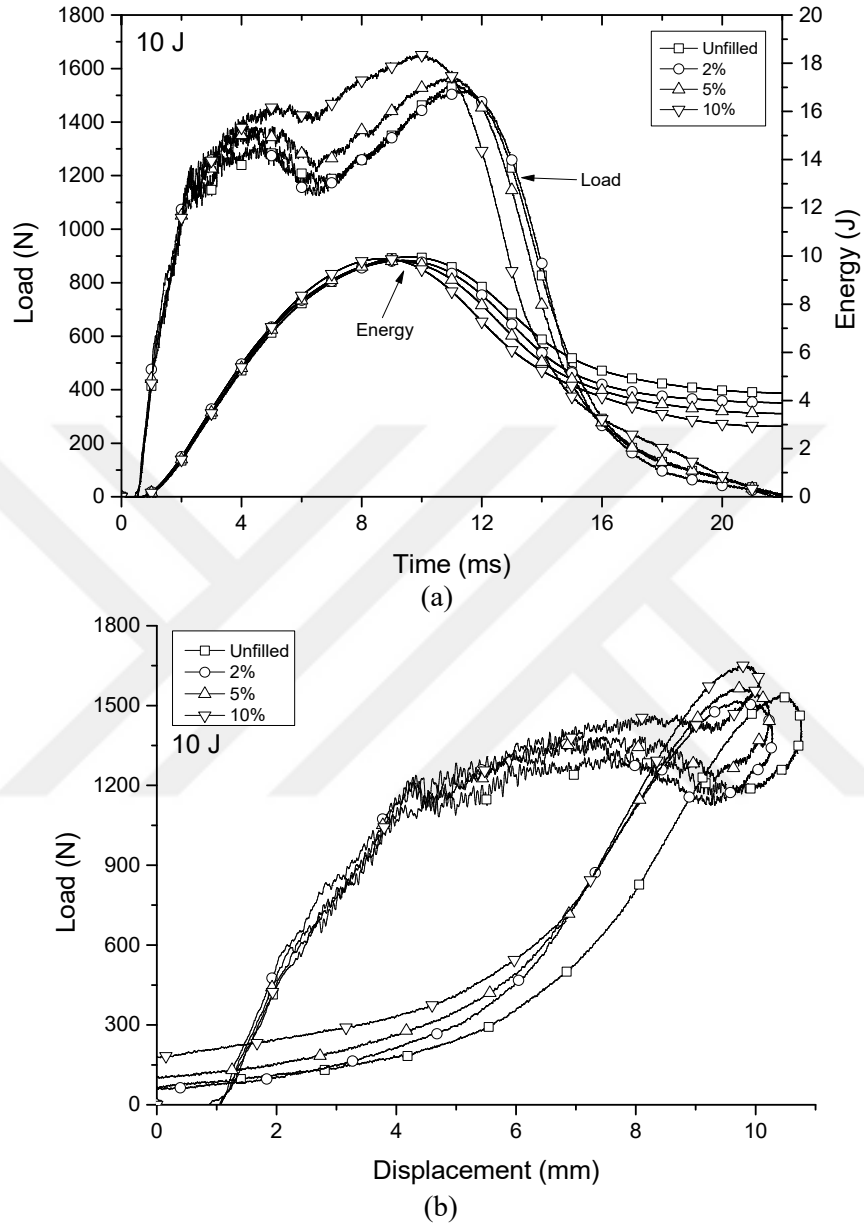 10 J
Unfilled
2%
5%
10%
Load
Energy
Load (N)
1800
1600
1400
1200
1000
800
600
400
200
0
Energy (J)
20
18
16
14
12
10
8
6
4
2
0
0 4 8 12 16 20
Time (ms)
(a)
Unfilled
2%
5%
10%
10 J
Load (N)
1800
1500
1200
900
600
300
0
0 2 4 6 8 10
Displacement (mm)
(b)